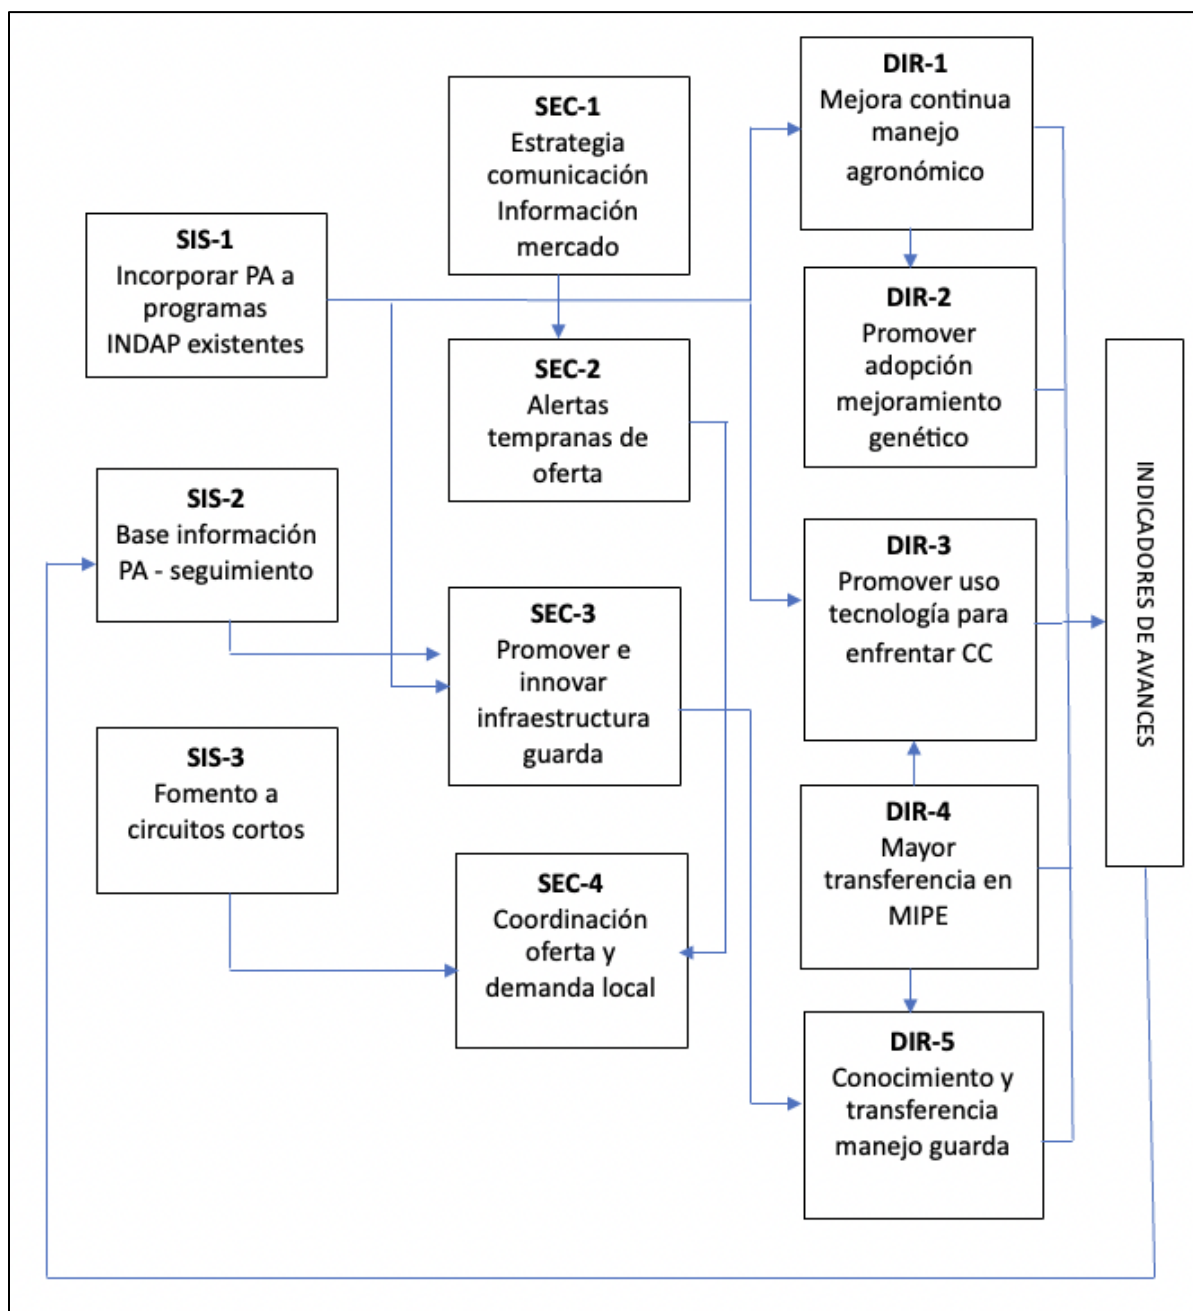 SIS-1
Incorporar PA a
programas
INDAP existentes
SIS-2
Base información
PA - seguimiento
SIS-3
Fomento a
circuitos cortos
SEC-1
Estrategia
comunicación
Información
mercado
SEC-2
Alertas
tempranas de
oferta
SEC-3
Promover e
innovar
infraestructura
guarda
SEC-4
Coordinación
oferta y
demanda local
DIR-1
Mejora continua
manejo
agronómico
DIR-2
Promover
adopción
mejoramiento
genético
DIR-3
Promover uso
tecnología para
enfrentar CC
DIR-4
Mayor
transferencia en
MIPE
DIR-5
Conocimiento y
transferencia
manejo guarda
INDICADORES DE AVANCES